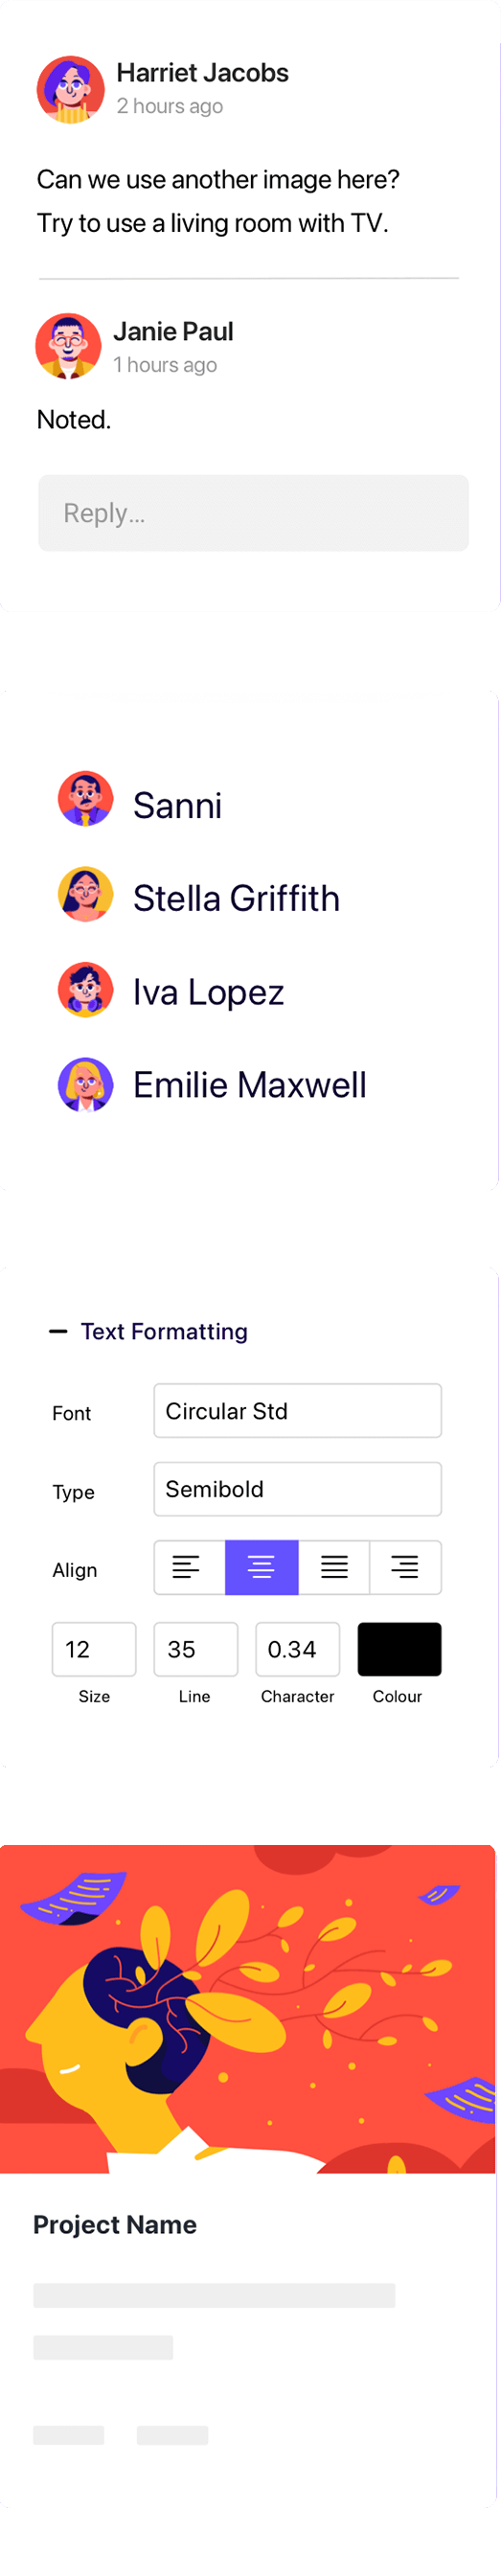 Harriet Jacobs
2 hours ago
Can we use another image here?
Try to use a living room with TV.
Janie Paul
1 hours ago
Noted.
Reply...
Sanni
Stella Griffith
Iva Lopez
Emilie Maxwell
Text Formatting
Font
Circular Std
Type
Semibold
Align
12 35 0.34
Size Line Character Colour
Project Name